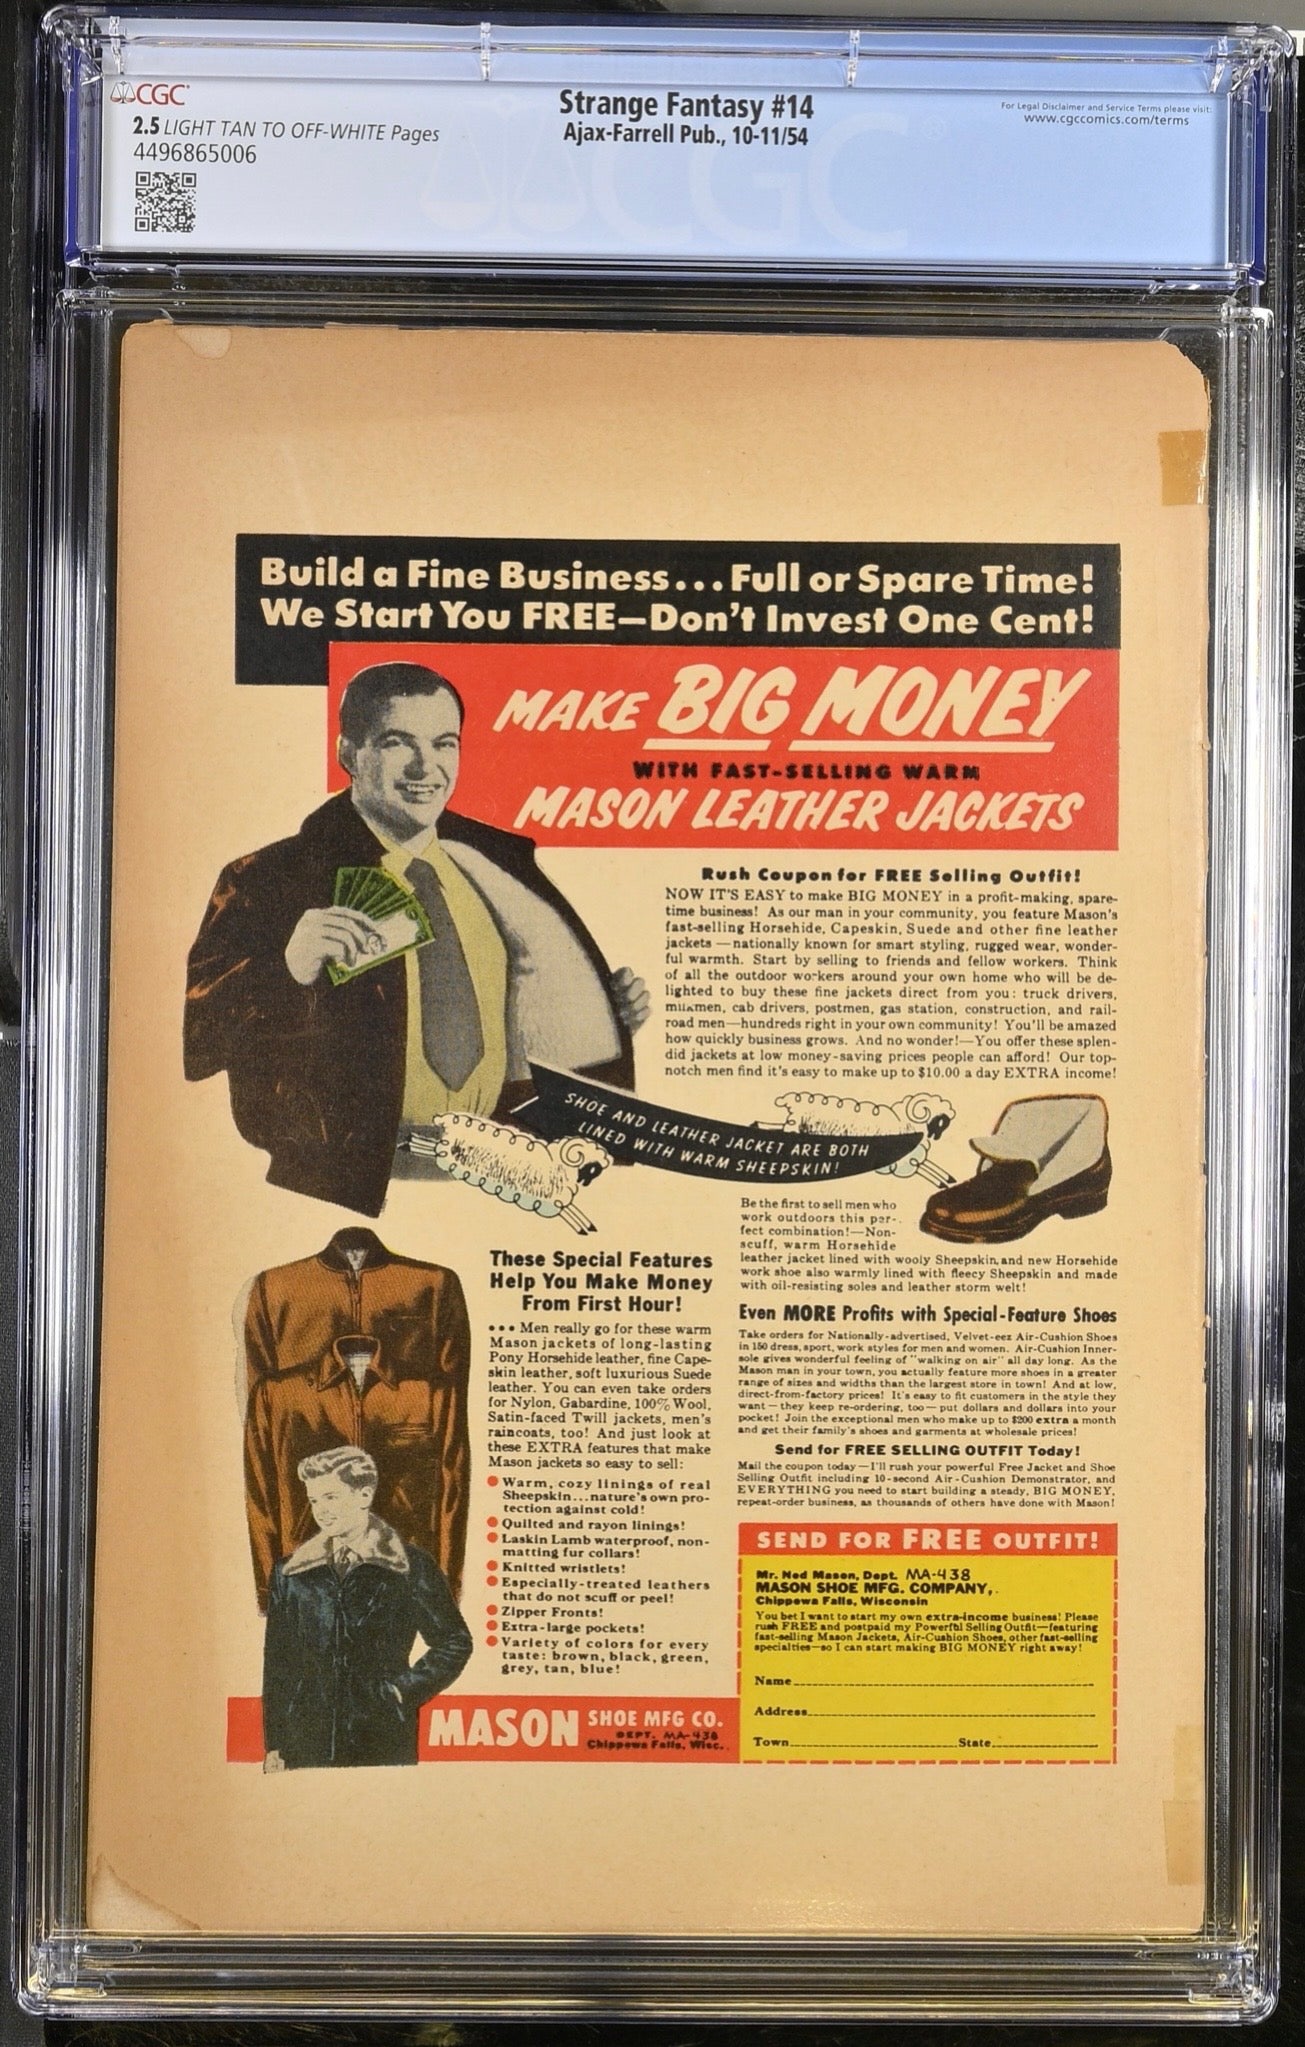 CGC
2.5 LIGHT TAN TO OFF-WHITE Pages
4496865006
Strange Fantasy #14
Ajax-Farrell Pub., 10-11/54
For Legal Disclaimer and Service Terms please visit:
www.cgccomics.com/terms
CGC
Build a Fine Business... Full or Spare Time!
We Start You FREE—Don't Invest One Cent!
MAKE BIG MONEY
WITH FAST-SELLING WARM
MASON LEATHER JACKETS
Rush Coupon for FREE Selling Outfit!
NOW IT'S EASY to make BIG MONEY in a profit-making, spare-
time business! As our man in your community, you feature Mason's
fast-selling Horsehide, Capeskin, Suede and other fine leather
jackets — nationally known for smart styling, rugged wear, wonder-
ful warmth. Start by selling to friends and fellow workers. Think
of all the outdoor workers around your own home who will be de-
lighted to buy these fine jackets direct from you: truck drivers,
milkmen, cab drivers, postmen, gas station, construction, and rail-
road men—hundreds right in your own community! You'll be amazed
how quickly business grows. And no wonder!—You offer these splen-
did jackets at low money-saving prices people can afford! Our top-
notch men find it's easy to make up to $10.00 a day EXTRA income!
SHOE AND LEATHER JACKET ARE BOTH
LINED WITH WARM SHEEPSKIN!
Be the first to sell men who
work outdoors this per-
fect combination!—Non-
scuff, warm Horsehide
leather jacket lined with wooly Sheepskin, and new Horsehide
work shoe also warmly lined with fleecy Sheepskin and made
with oil-resisting soles and leather storm welt!
These Special Features
Help You Make Money
From First Hour!
••• Men really go for these warm
Mason jackets of long-lasting
Pony Horsehide leather, fine Cape-
skin leather, soft luxurious Suede
leather. You can even take orders
for Nylon, Gabardine, 100% Wool,
Satin-faced Twill jackets, men's
raincoats, too! And just look at
these EXTRA features that make
Mason jackets so easy to sell:
● Warm, cozy linings of real
Sheepskin...nature's own pro-
tection against cold!
● Quilted and rayon linings!
● Laskin Lamb waterproof, non-
matting fur collars!
● Knitted wristlets!
● Especially-treated leathers
that do not scuff or peel!
● Zipper Fronts!
● Extra-large pockets!
● Variety of colors for every
taste: brown, black, green,
grey, tan, blue!
Even MORE Profits with Special-Feature Shoes
Take orders for Nationally-advertised, Velvet-eez Air-Cushion Shoes
in 150 dress, sport, work styles for men and women. Air-Cushion Inner-
sole gives wonderful feeling of "walking on air" all day long. As the
Mason man in your town, you actually feature more shoes in a greater
range of sizes and widths than the largest store in town! And at low,
direct-from-factory prices! It's easy to fit customers in the style they
want — they keep re-ordering, too — put dollars and dollars into your
pocket! Join the exceptional men who make up to $200 extra a month
and get their family's shoes and garments at wholesale prices!
Send for FREE SELLING OUTFIT Today!
Mail the coupon today — I'll rush your powerful Free Jacket and Shoe
Selling Outfit including 10-second Air-Cushion Demonstrator, and
EVERYTHING you need to start building a steady, BIG MONEY,
repeat-order business, as thousands of others have done with Mason!
SEND FOR FREE OUTFIT!
Mr. Ned Mason, Dept. MA-438
MASON SHOE MFG. COMPANY,
Chippewa Falls, Wisconsin
You bet I want to start my own extra-income business! Please
rush FREE and postpaid my Powerful Selling Outfit—featuring
fast-selling Mason Jackets, Air-Cushion Shoes, other fast-selling
specialties—so I can start making BIG MONEY right away!
Name
Address
Town State
MASON SHOE MFG CO.
DEPT. MA-438
Chippewa Falls, Wisc.